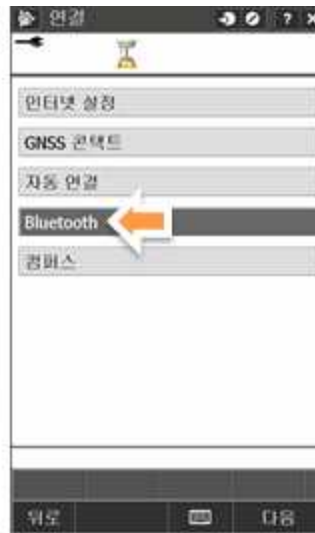 연결 ? x
인터넷 설정
GNSS 콘택트
자동 연결
Bluetooth
컴퍼스
뒤로 다음